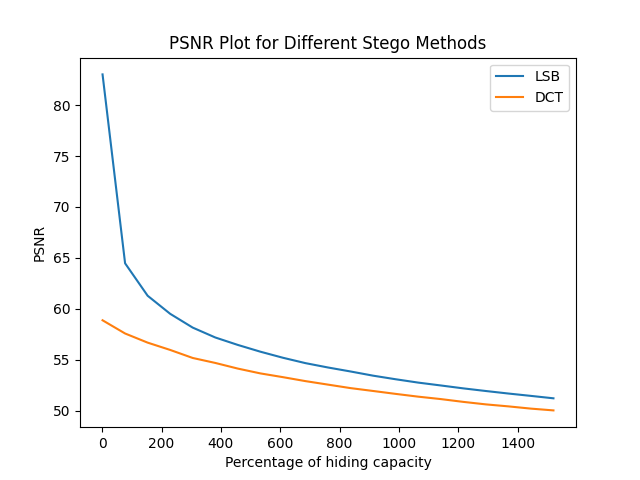 PSNR Plot for Different Stego Methods
LSB
DCT
80
75
70
65
60
55
50
PSNR
0 200 400 600 800 1000 1200 1400
Percentage of hiding capacity